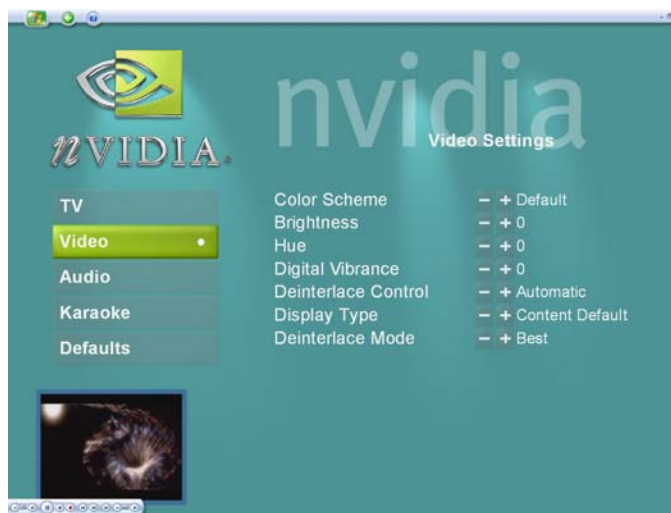 nvidia
nVIDIA
Video Settings
TV
Video
Audio
Karaoke
Defaults
Color Scheme - + Default
Brightness - + 0
Hue - + 0
Digital Vibrance - + 0
Deinterlace Control - + Automatic
Display Type - + Content Default
Deinterlace Mode - + Best